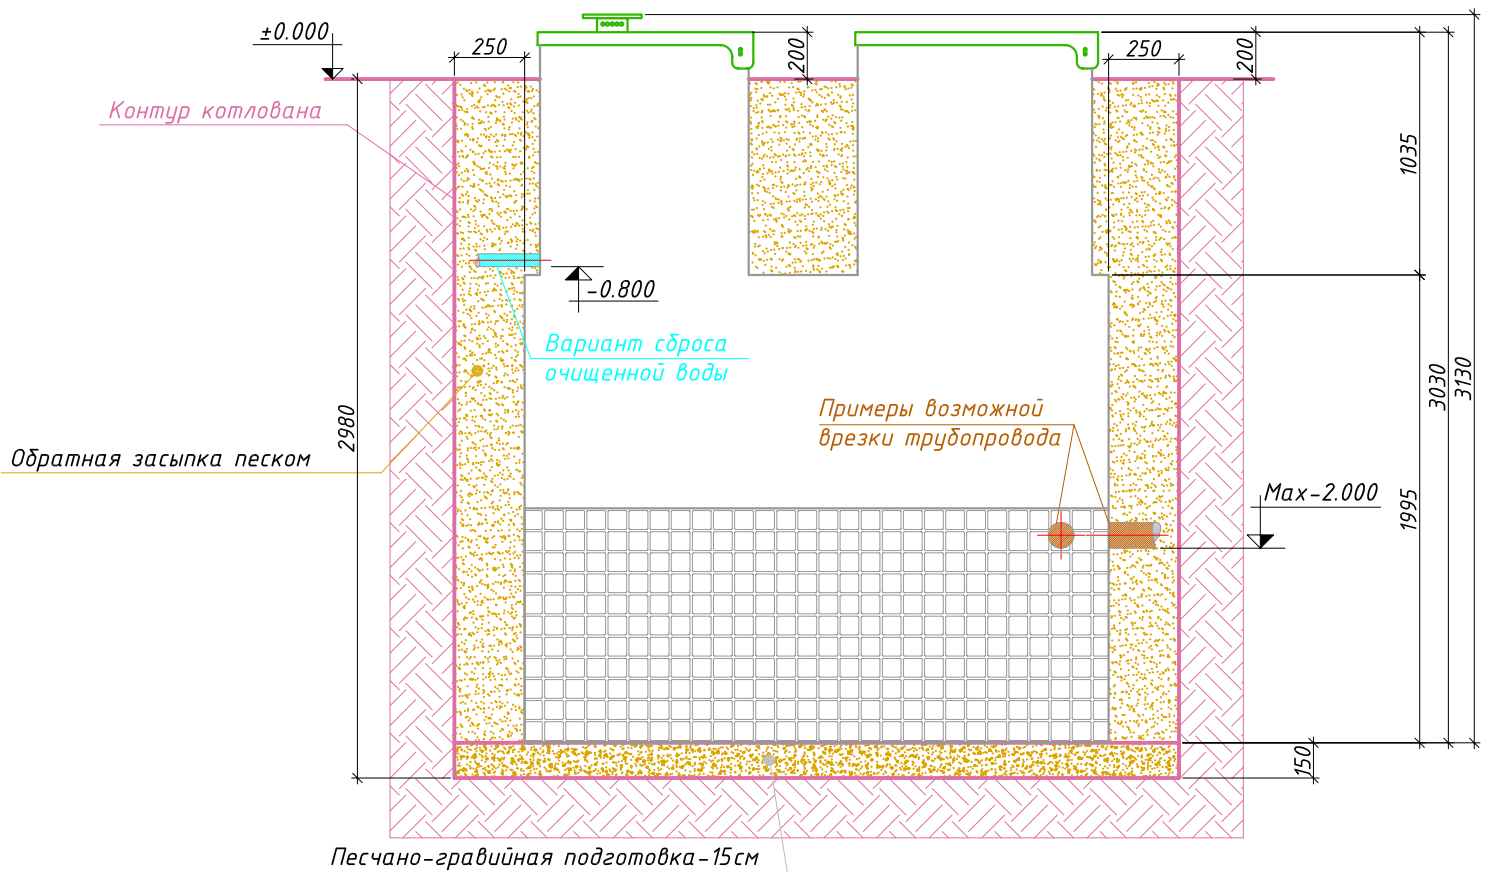 ±0.000
250
200
250
200
Контур котлована
1035
-0.800
Вариант сброса
очищенной воды
2980
3030
3130
Примеры возможной
врезки трубопровода
Обратная засыпка песком
Max-2.000
1995
150
Песчано-гравийная подготовка-15см